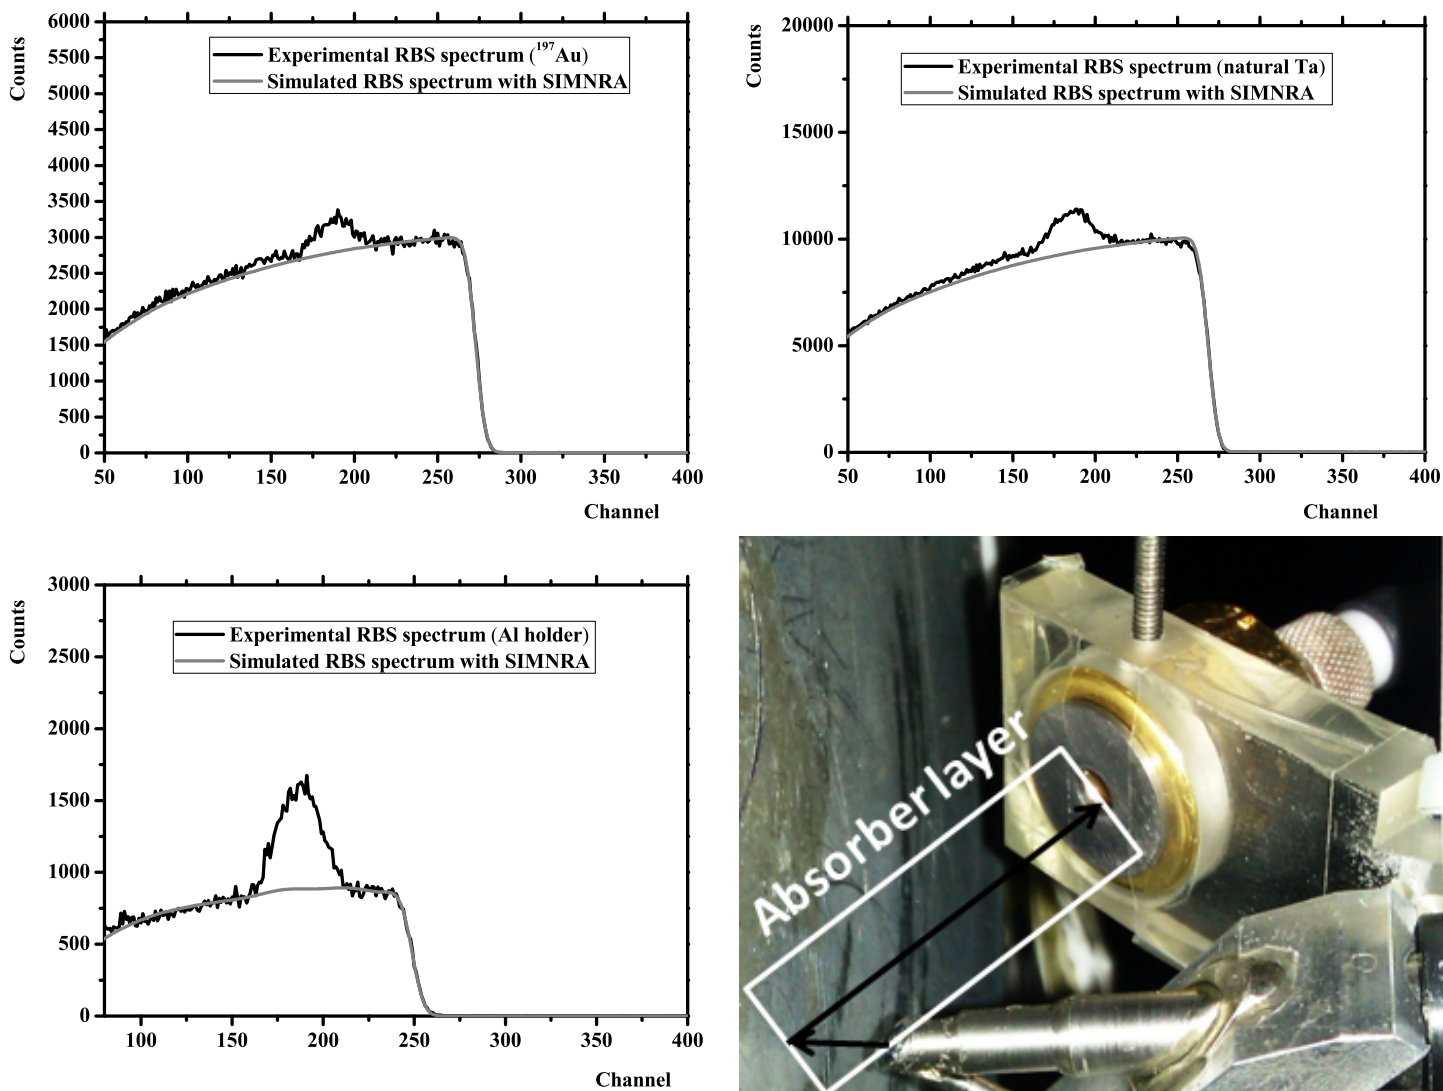 Counts
6000
5500
5000
4500
4000
3500
3000
2500
2000
1500
1000
500
0
Experimental RBS spectrum (¹⁹⁷Au)
Simulated RBS spectrum with SIMNRA
50 100 150 200 250 300 350 400
Channel
Counts
20000
15000
10000
5000
0
Experimental RBS spectrum (natural Ta)
Simulated RBS spectrum with SIMNRA
50 100 150 200 250 300 350 400
Channel
Counts
3000
2500
2000
1500
1000
500
0
Experimental RBS spectrum (Al holder)
Simulated RBS spectrum with SIMNRA
100 150 200 250 300 350 400
Channel
Absorber layer